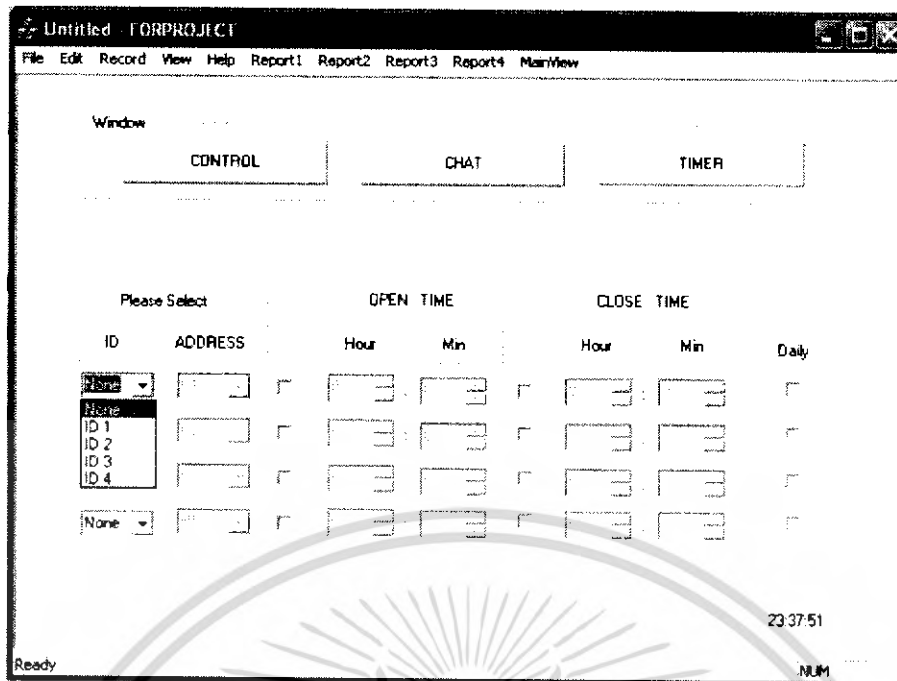 Untitled - FORPROJECT
File Edit Record View Help Report1 Report2 Report3 Report4 MainView
Window
CONTROL CHAT TIMER
Please Select OPEN TIME CLOSE TIME
ID ADDRESS Hour Min Hour Min Daily
None
None
ID 1
ID 2
ID 3
ID 4
None
23:37:51
Ready NUM